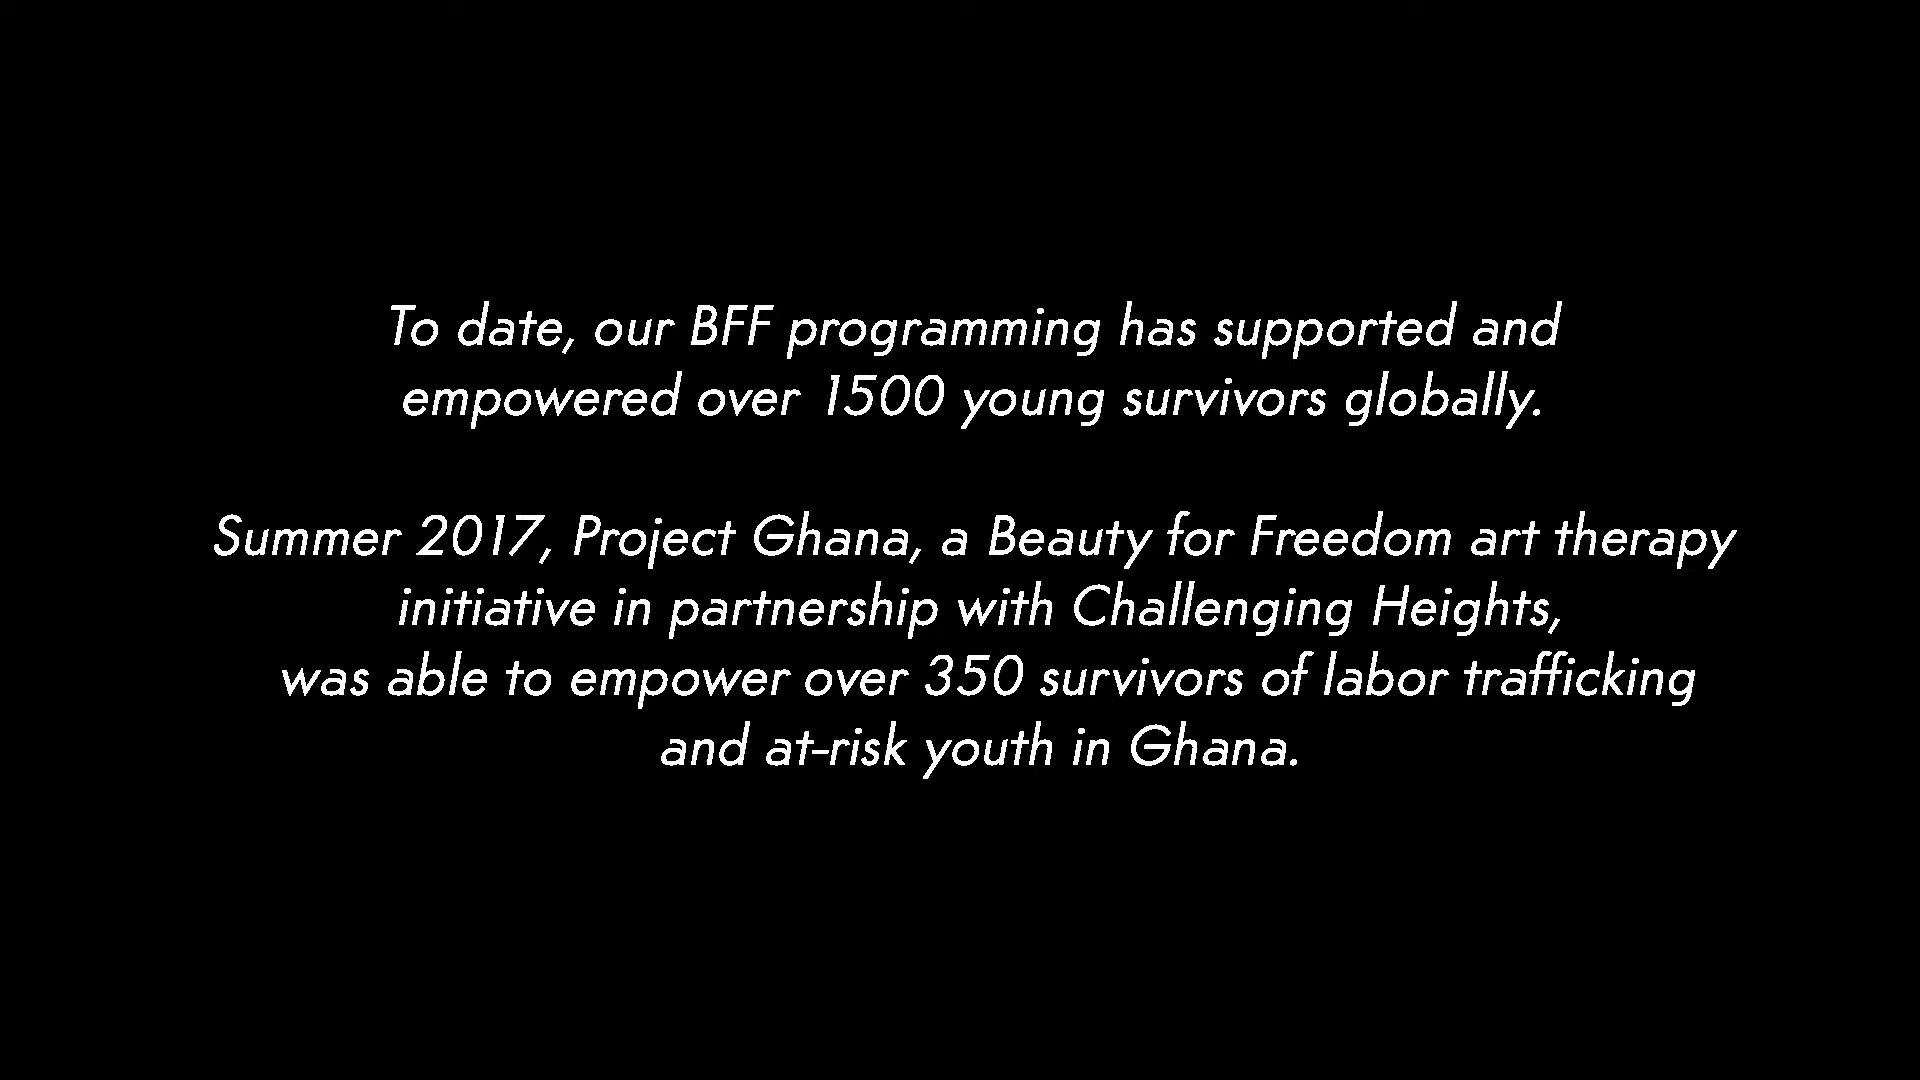 To date, our BFF programming has supported and
empowered over 1500 young survivors globally.
Summer 2017, Project Ghana, a Beauty for Freedom art therapy
initiative in partnership with Challenging Heights,
was able to empower over 350 survivors of labor trafficking
and at-risk youth in Ghana.